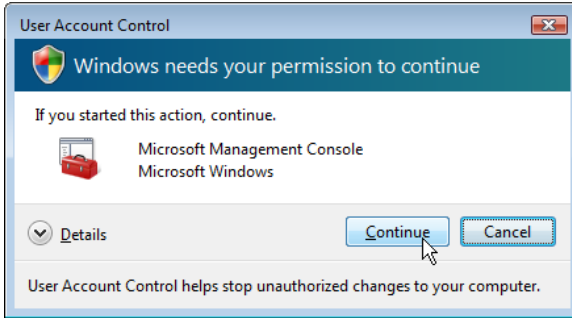 User Account Control
Windows needs your permission to continue
If you started this action, continue.
Microsoft Management Console
Microsoft Windows
Details
Continue
Cancel
User Account Control helps stop unauthorized changes to your computer.